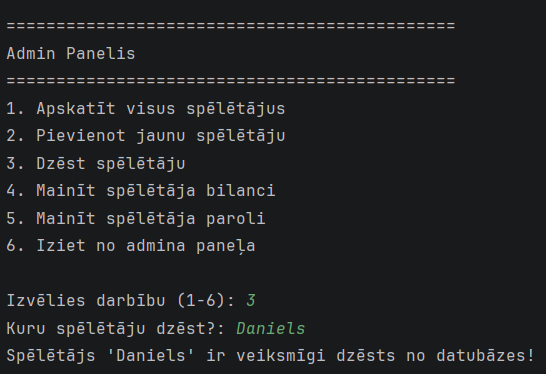 =============================================
Admin Panelis
=============================================
1. Apskatīt visus spēlētājus
2. Pievienot jaunu spēlētāju
3. Dzēst spēlētāju
4. Mainīt spēlētāja bilanci
5. Mainīt spēlētāja paroli
6. Iziet no admina paneļa
Izvēlies darbību (1-6): 3
Kuru spēlētāju dzēst?: Daniels
Spēlētājs 'Daniels' ir veiksmīgi dzēsts no datubāzes!